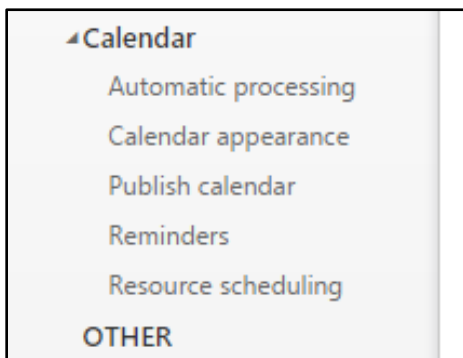 Calendar
Automatic processing
Calendar appearance
Publish calendar
Reminders
Resource scheduling
OTHER